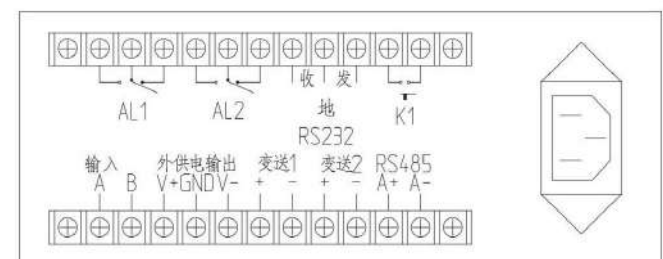 收 发
AL1 AL2 地 K1
RS232
输入 外供电输出 变送1 变送2 RS485
A B V+GNDV- + - + - A+ A-